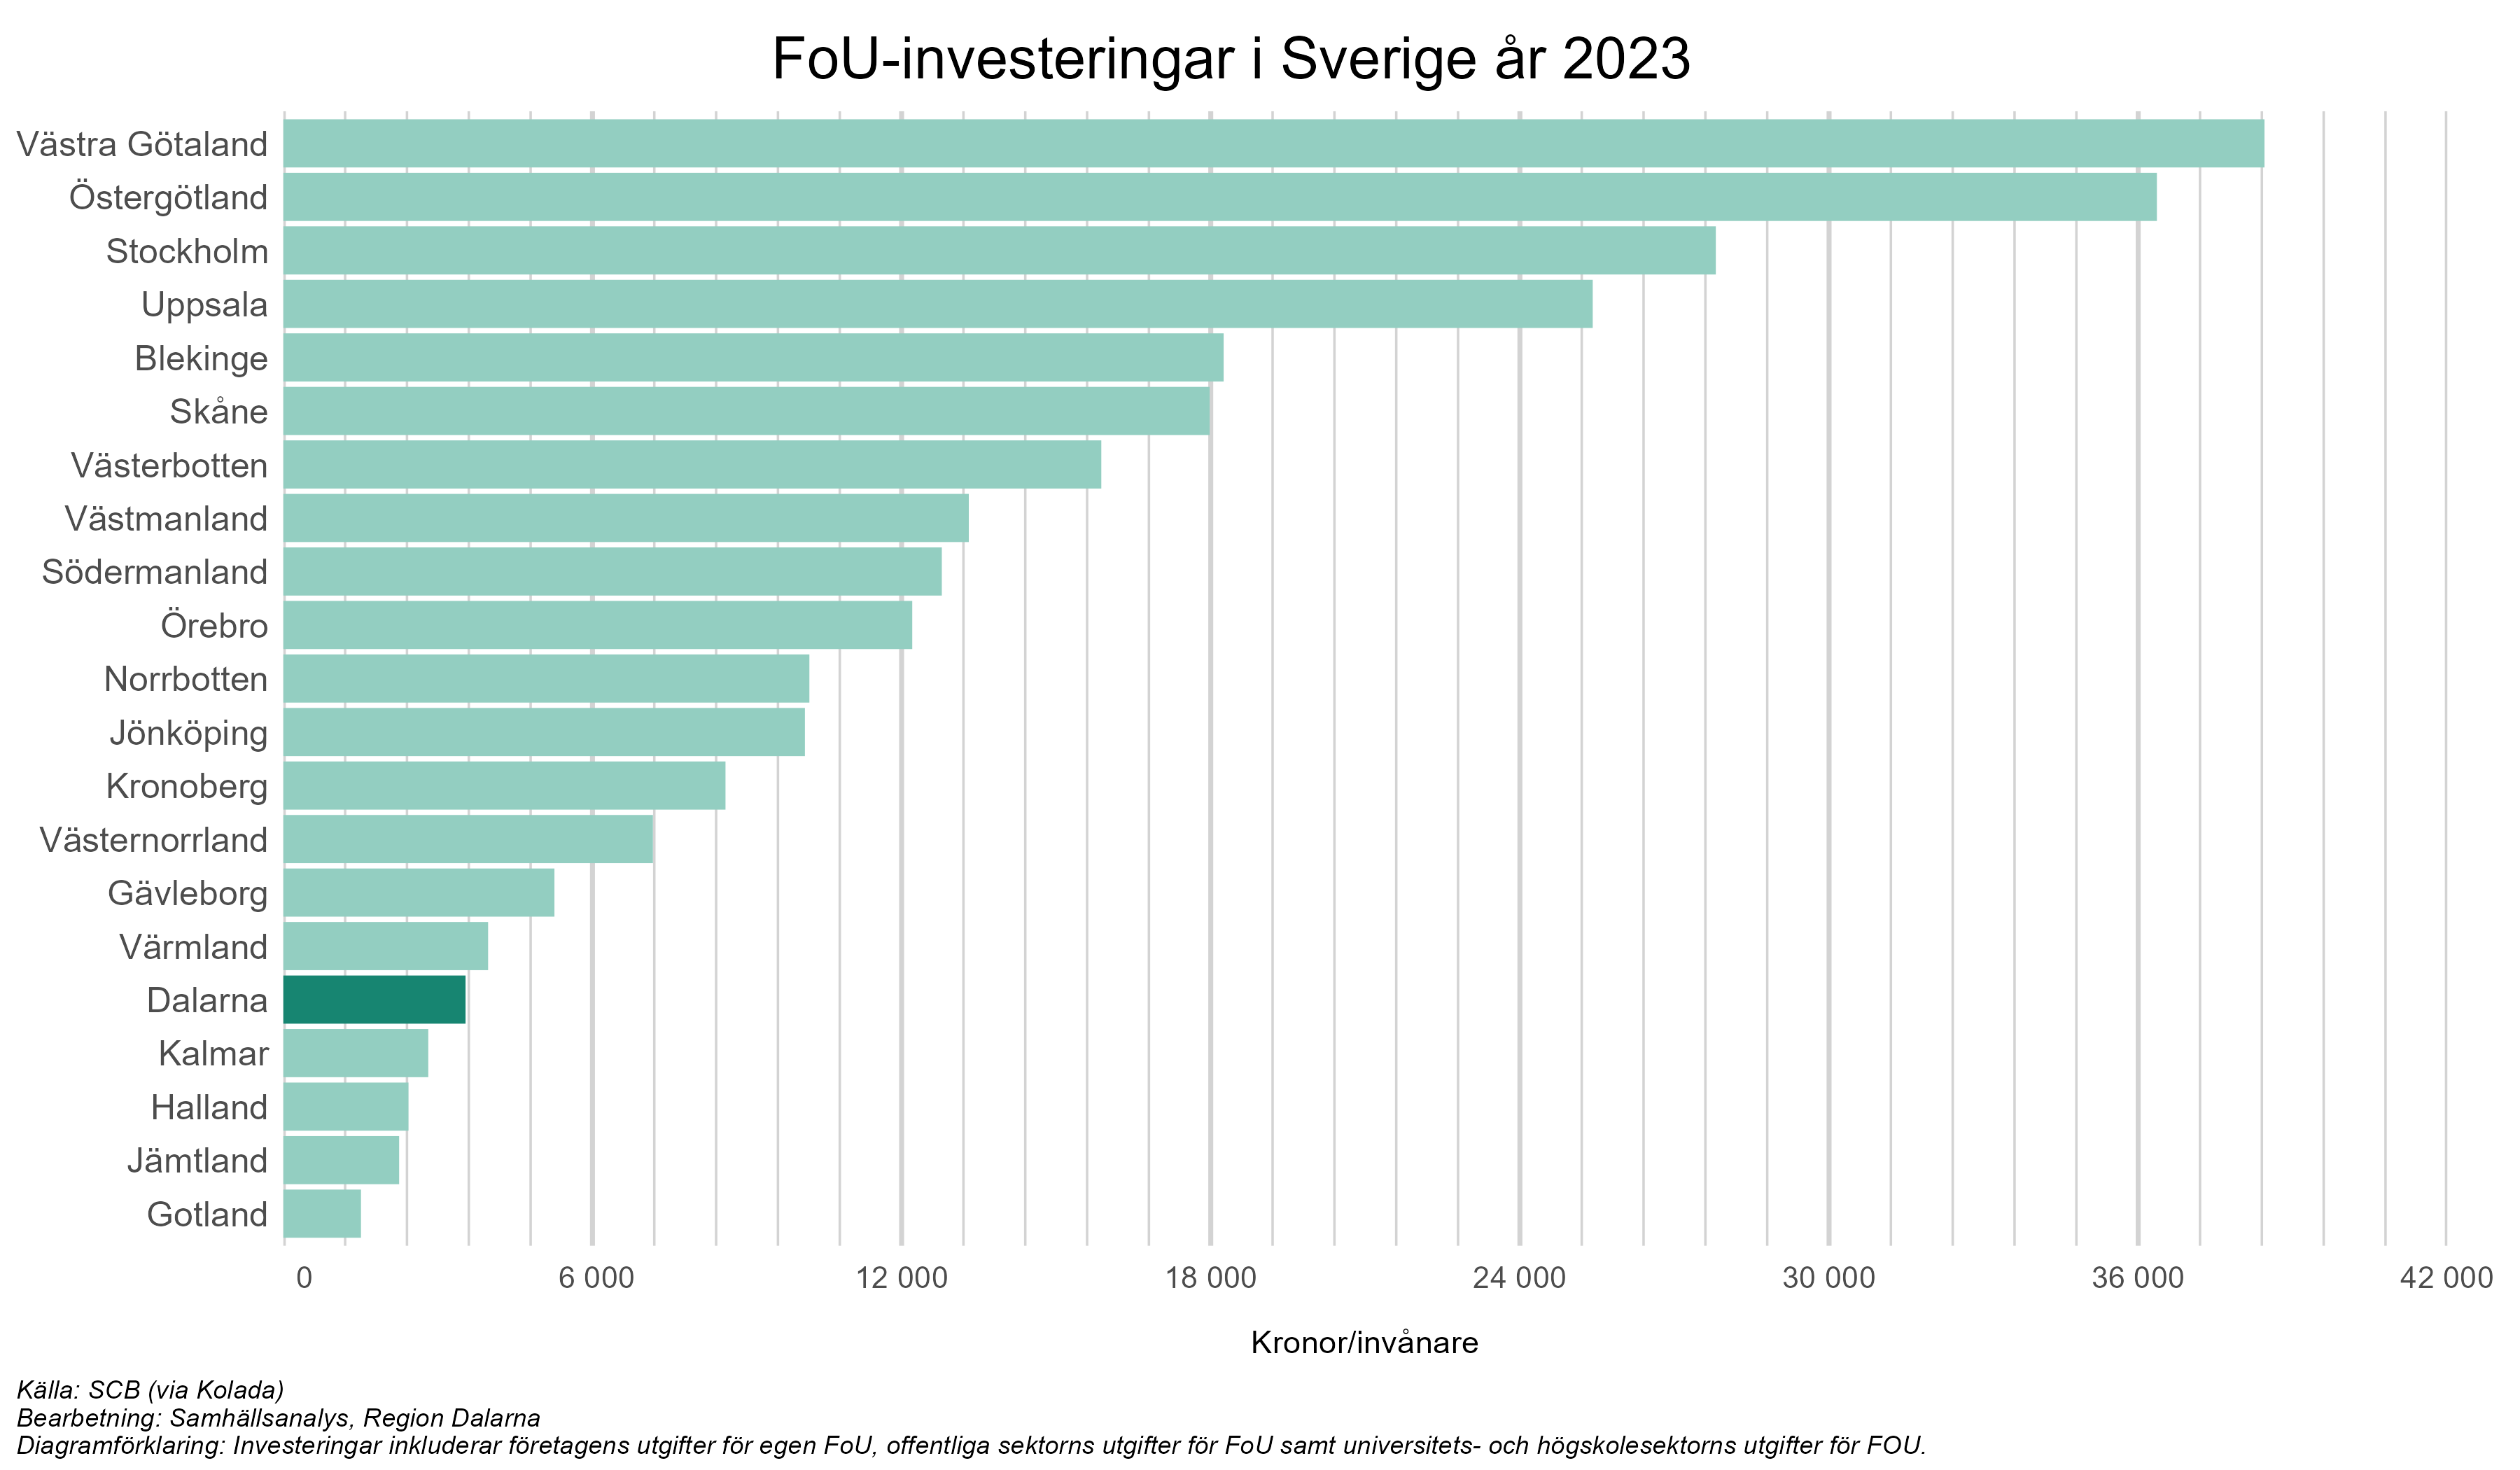 FoU-investeringar i Sverige år 2023
Västra Götaland
Östergötland
Stockholm
Uppsala
Blekinge
Skåne
Västerbotten
Västmanland
Södermanland
Örebro
Norrbotten
Jönköping
Kronoberg
Västernorrland
Gävleborg
Värmland
Dalarna
Kalmar
Halland
Jämtland
Gotland
0 6 000 12 000 18 000 24 000 30 000 36 000 42 000
Kronor/invånare
Källa: SCB (via Kolada)
Bearbetning: Samhällsanalys, Region Dalarna
Diagramförklaring: Investeringar inkluderar företagens utgifter för egen FoU, offentliga sektorns utgifter för FoU samt universitets- och högskolesektorns utgifter för FOU.